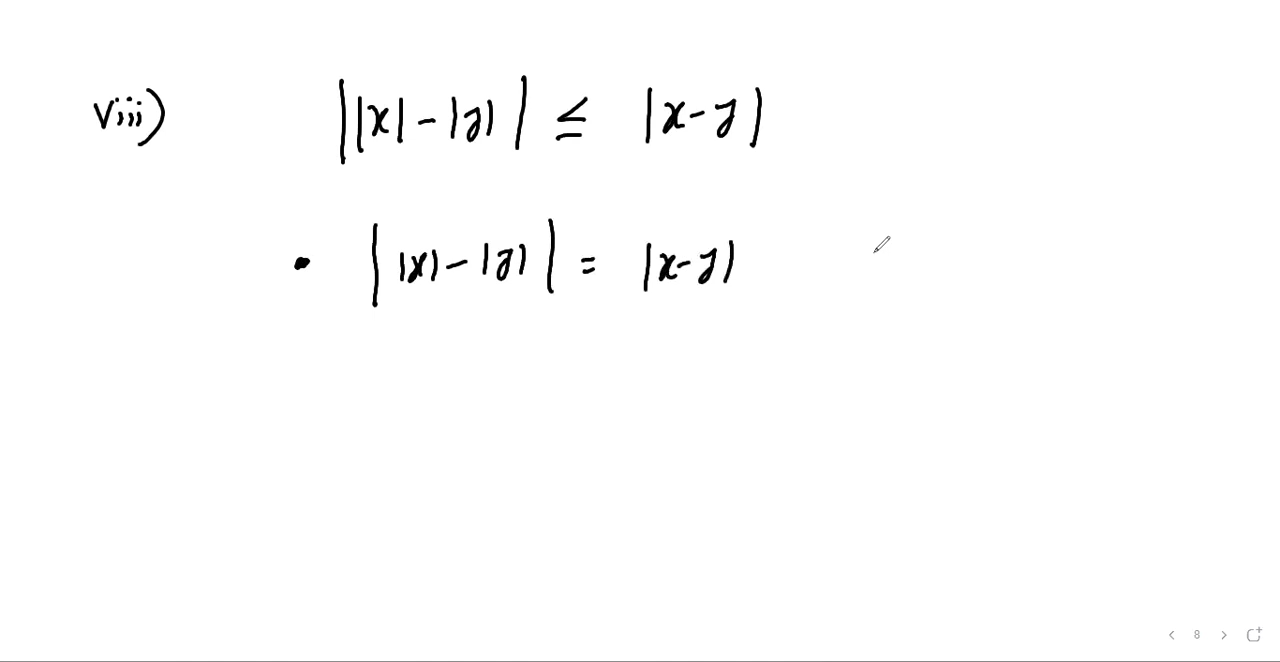 viii) ||x|-|y|| ≤ |x-y|
• ||x|-|y|| = |x-y|
8